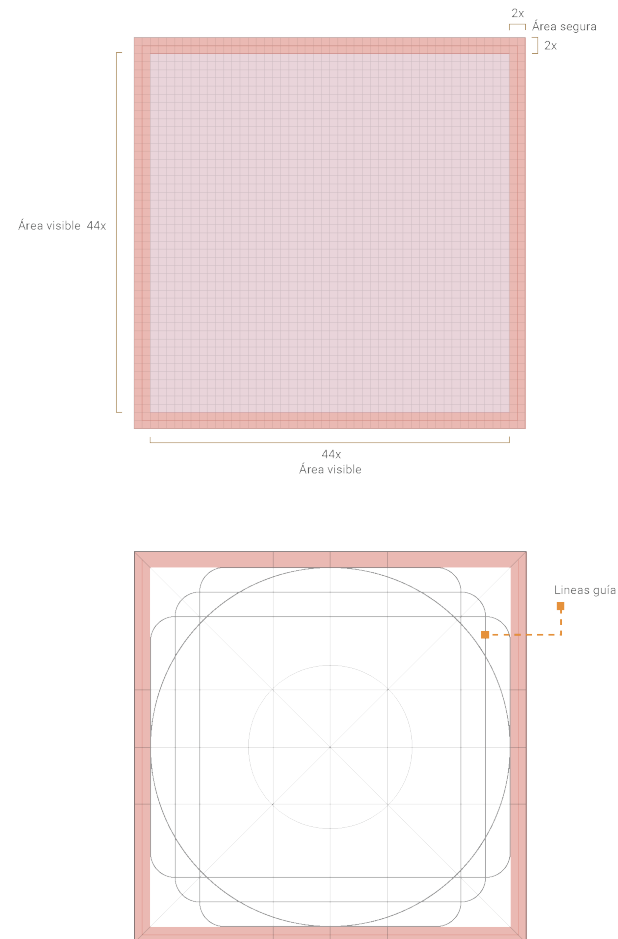 2x
Área segura
2x
Área visible 44x
44x
Área visible
Lineas guía